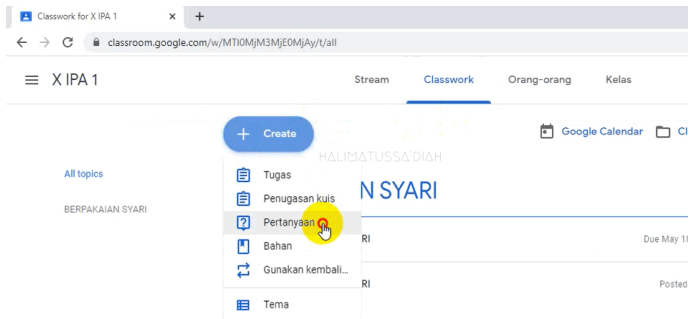 Classwork for X IPA 1
classroom.google.com/w/MTI0MjM3MjE0MjAy/t/all
X IPA 1
Stream Classwork Orang-orang Kelas
Create
Google Calendar
HALIMATUSSA'DIAH
All topics
BERPAKAIAN SYARI
Tugas
Penugasan kuis
Pertanyaan
Bahan
Gunakan kembali...
Tema
N SYARI
RI Due May 1
RI Posted